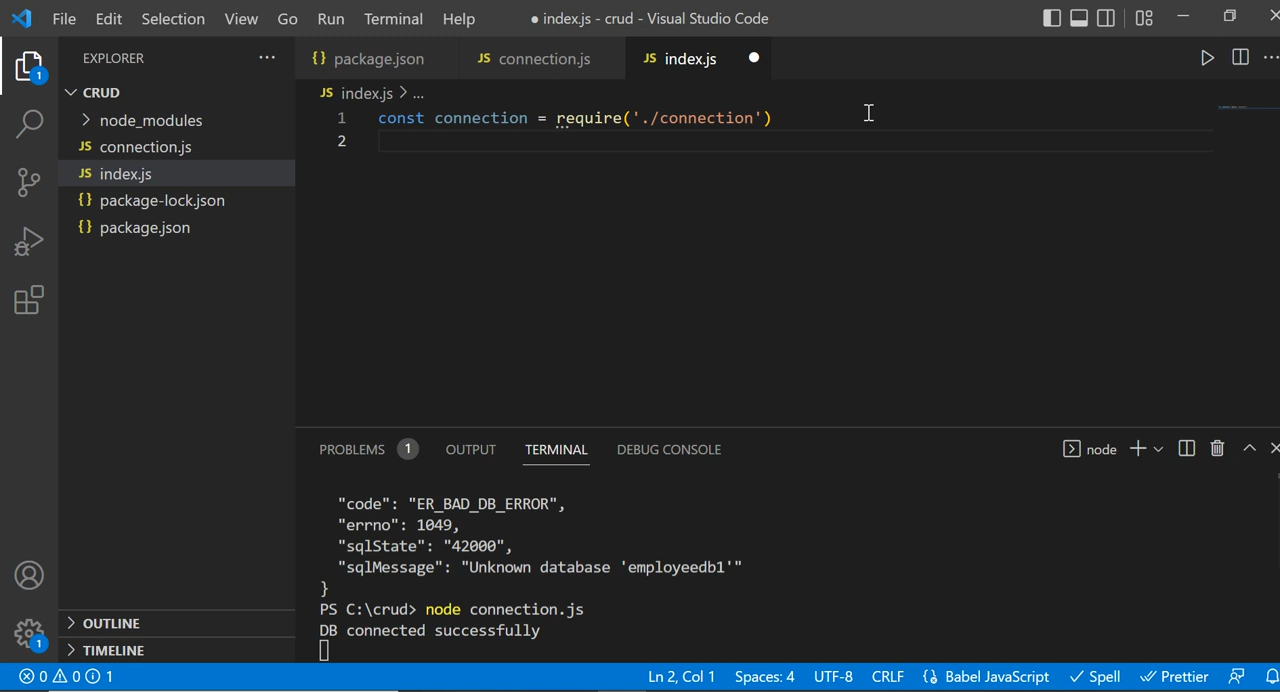 File Edit Selection View Go Run Terminal Help ● index.js - crud - Visual Studio Code
EXPLORER ...
{} package.json JS connection.js JS index.js ●
1
CRUD
JS index.js > ...
node_modules
1 const connection = require('./connection')
JS connection.js
2
JS index.js
{} package-lock.json
{} package.json
PROBLEMS 1 OUTPUT TERMINAL DEBUG CONSOLE node
"code": "ER_BAD_DB_ERROR",
"errno": 1049,
"sqlState": "42000",
"sqlMessage": "Unknown database 'employeedb1'"
}
PS C:\crud> node connection.js
DB connected successfully
OUTLINE
1
TIMELINE
0 0 1 Ln 2, Col 1 Spaces: 4 UTF-8 CRLF {} Babel JavaScript Spell Prettier